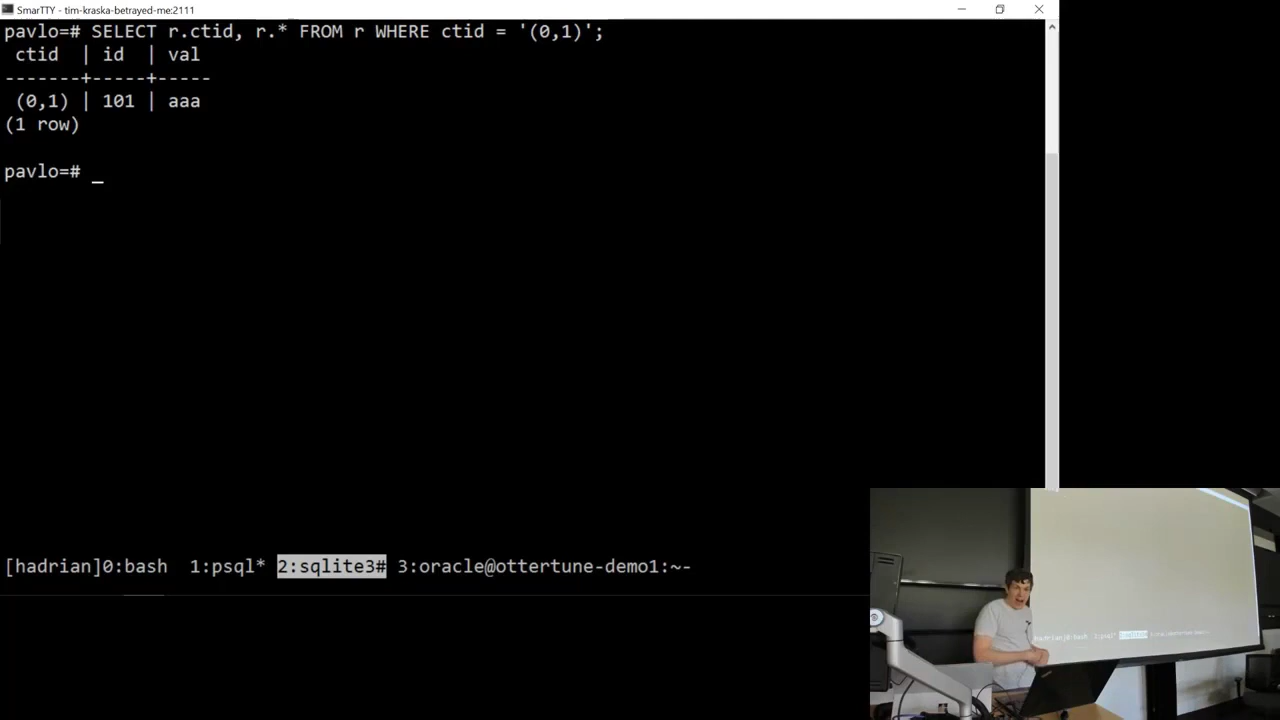 SmarTTY - tim-kraska-betrayed-me:2111
pavlo=# SELECT r.ctid, r.* FROM r WHERE ctid = '(0,1)';
 ctid  | id  | val
-------+-----+-----
 (0,1) | 101 | aaa
(1 row)
pavlo=# _
[hadrian]0:bash  1:psql* 2:sqlite3# 3:oracle@ottertune-demo1:~-